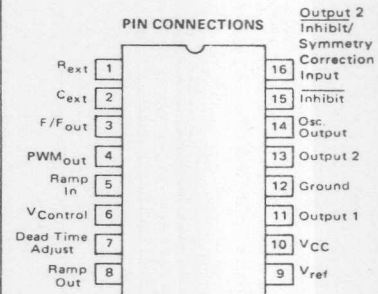 PIN CONNECTIONS
Output 2
Inhibit/
Symmetry
Correction
Input
Rext 1
16
Cext 2
15 Inhibit
F/Fout 3
14 Osc.
Output
PWMout 4
13 Output 2
Ramp
In 5
12 Ground
VControl 6
11 Output 1
Dead Time
Adjust 7
10 VCC
Ramp
Out 8
9 Vref